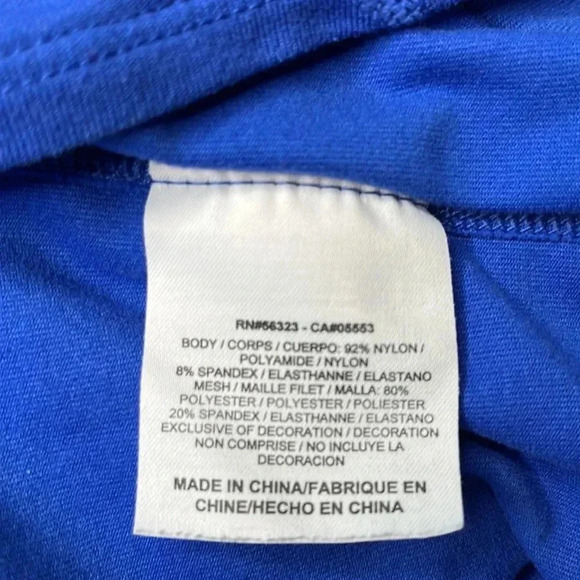 RN#56323 - CA#05553
BODY / CORPS / CUERPO: 92% NYLON /
POLYAMIDE / NYLON
8% SPANDEX / ELASTHANNE / ELASTANO
MESH / MAILLE FILET / MALLA: 80%
POLYESTER / POLYESTER / POLIESTER
20% SPANDEX / ELASTHANNE / ELASTANO
EXCLUSIVE OF DECORATION / DECORATION
NON COMPRISE / NO INCLUYE LA
DECORACION
MADE IN CHINA/FABRIQUE EN
CHINE/HECHO EN CHINA